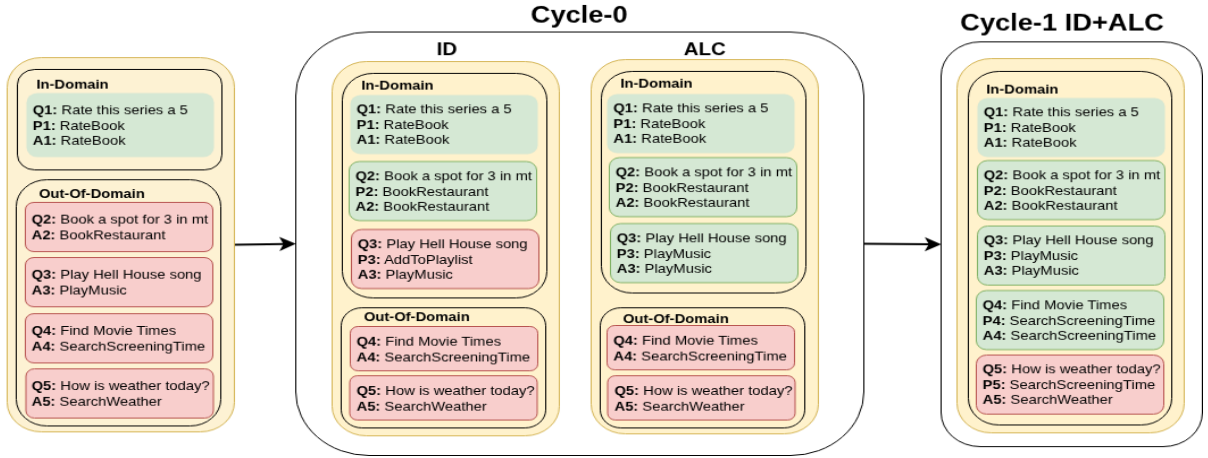 Cycle-0
Cycle-1 ID+ALC
In-Domain
Q1: Rate this series a 5
P1: RateBook
A1: RateBook
Out-Of-Domain
Q2: Book a spot for 3 in mt
A2: BookRestaurant
Q3: Play Hell House song
A3: PlayMusic
Q4: Find Movie Times
A4: SearchScreeningTime
Q5: How is weather today?
A5: SearchWeather
ID
In-Domain
Q1: Rate this series a 5
P1: RateBook
A1: RateBook
Q2: Book a spot for 3 in mt
P2: BookRestaurant
A2: BookRestaurant
Q3: Play Hell House song
P3: AddToPlaylist
A3: PlayMusic
Out-Of-Domain
Q4: Find Movie Times
A4: SearchScreeningTime
Q5: How is weather today?
A5: SearchWeather
ALC
In-Domain
Q1: Rate this series a 5
P1: RateBook
A1: RateBook
Q2: Book a spot for 3 in mt
P2: BookRestaurant
A2: BookRestaurant
Q3: Play Hell House song
P3: PlayMusic
A3: PlayMusic
Out-Of-Domain
Q4: Find Movie Times
A4: SearchScreeningTime
Q5: How is weather today?
A5: SearchWeather
In-Domain
Q1: Rate this series a 5
P1: RateBook
A1: RateBook
Q2: Book a spot for 3 in mt
P2: BookRestaurant
A2: BookRestaurant
Q3: Play Hell House song
P3: PlayMusic
A3: PlayMusic
Q4: Find Movie Times
P4: SearchScreeningTime
A4: SearchScreeningTime
Q5: How is weather today?
P5: SearchScreeningTime
A5: SearchWeather